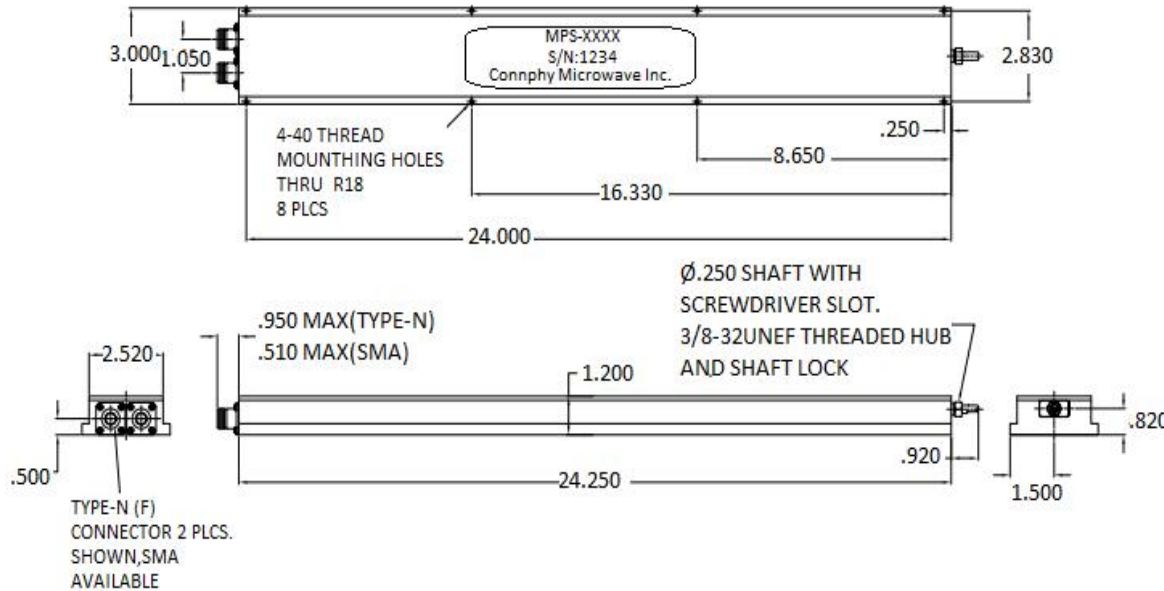 MPS-XXXX
S/N:1234
Connphy Microwave Inc.
3.000
1.050
2.830
.250
8.650
16.330
24.000
4-40 THREAD
MOUNTHING HOLES
THRU R18
8 PLCS
Ø.250 SHAFT WITH
SCREWDRIVER SLOT.
3/8-32UNEF THREADED HUB
AND SHAFT LOCK
.950 MAX(TYPE-N)
.510 MAX(SMA)
2.520
1.200
.820
.920
.500
24.250
1.500
TYPE-N (F)
CONNECTOR 2 PLCS.
SHOWN,SMA
AVAILABLE